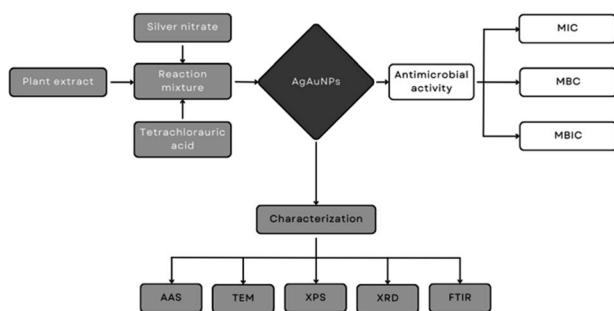 Silver nitrate
MIC
Plant extract
Reaction
mixture
AgAuNPs
Antimicrobial
activity
MBC
Tetrachlorauric
acid
MBIC
Characterization
AAS
TEM
XPS
XRD
FTIR